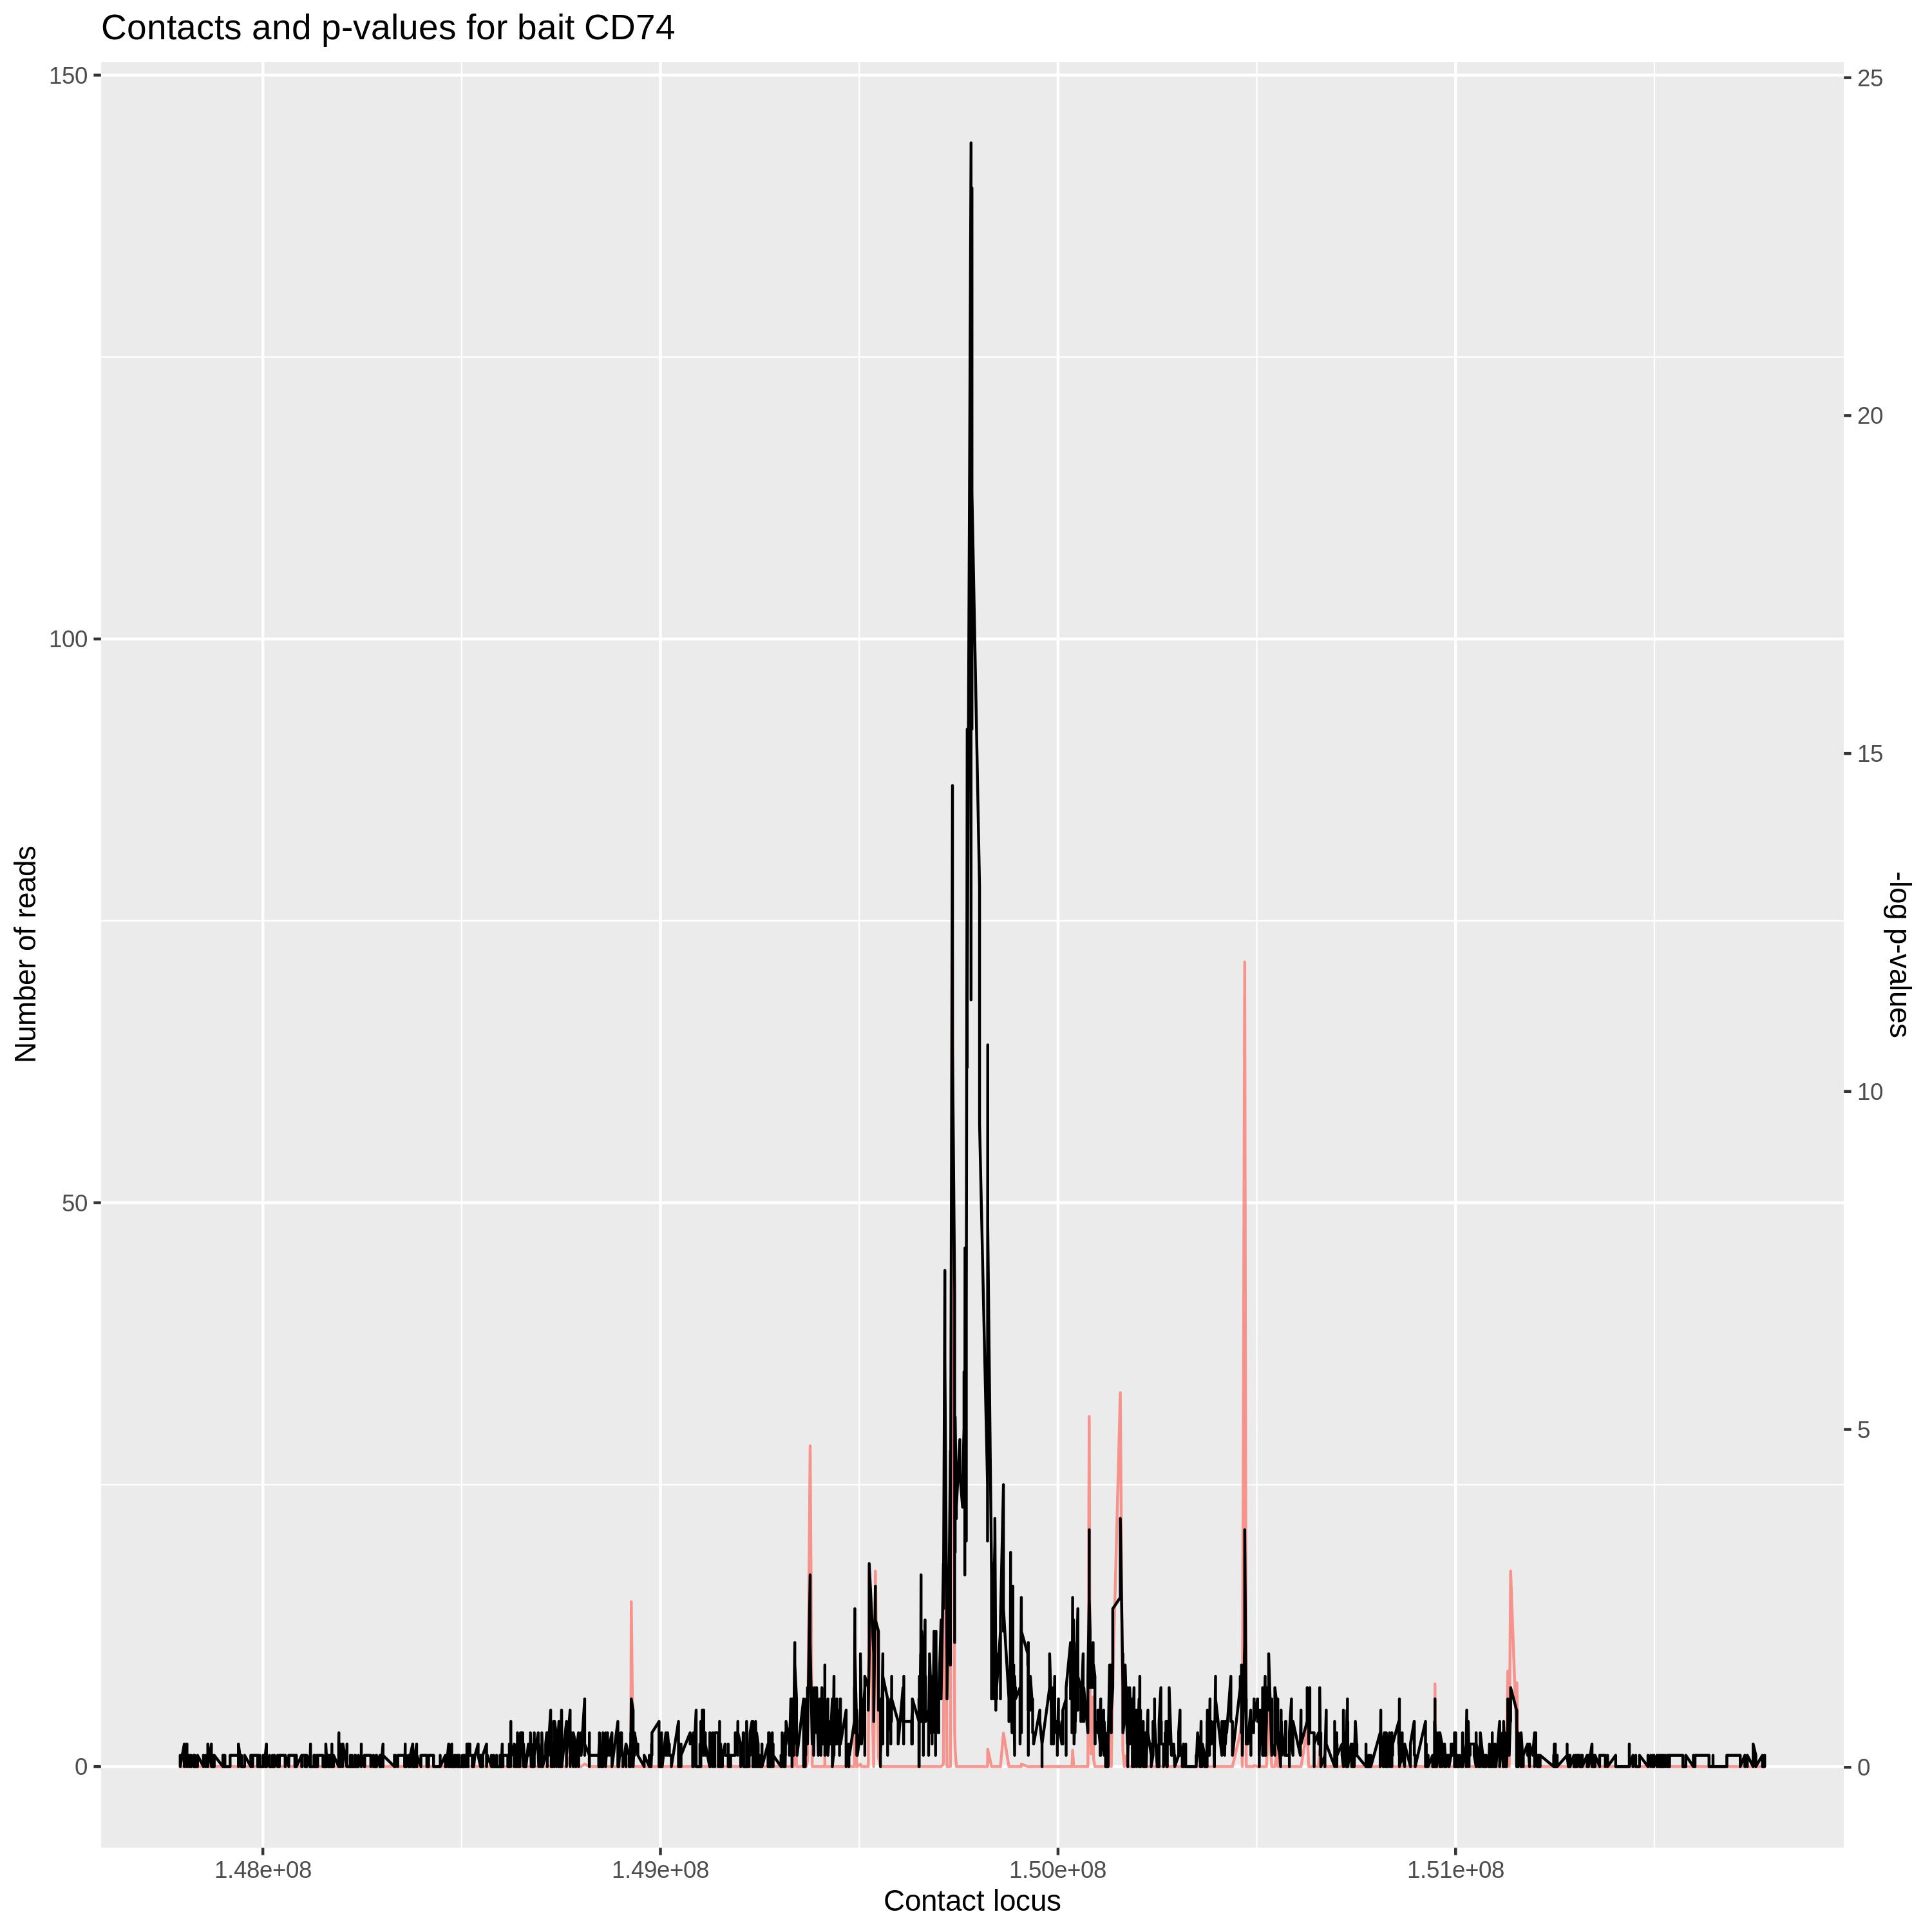 Contacts and p-values for bait CD74
150
100
50
0
Number of reads
25
20
15
10
5
0
-log p-values
1.48e+08 1.49e+08 1.50e+08 1.51e+08
Contact locus